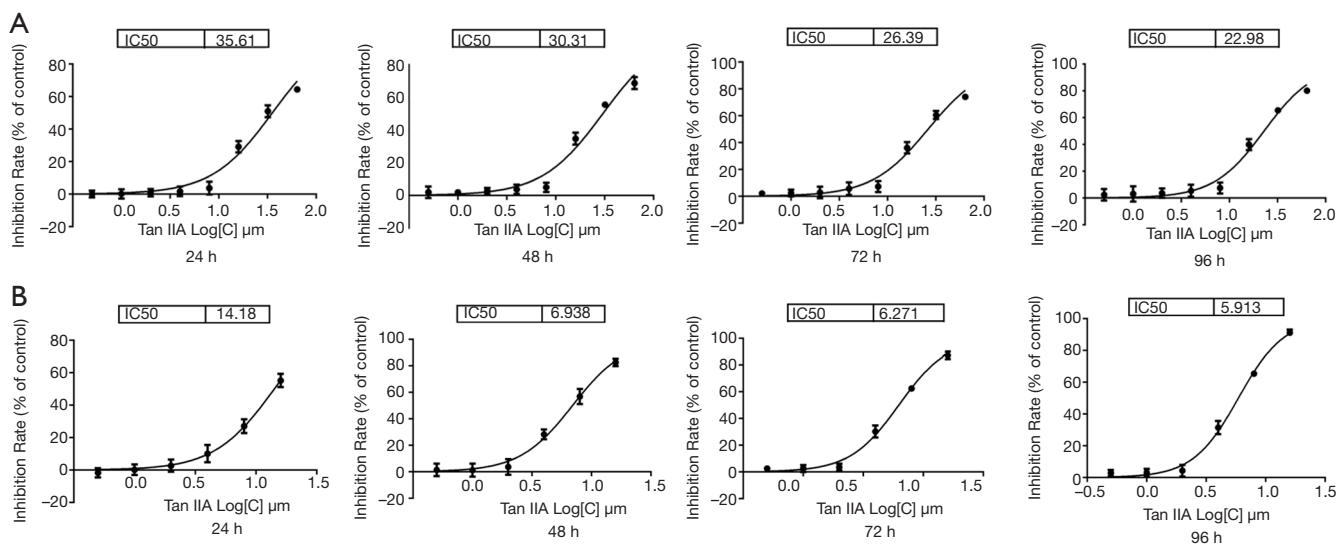 A
IC50 35.61
Inhibition Rate (% of control)
80
60
40
20
0
−20
0.0 0.5 1.0 1.5 2.0
Tan IIA Log[C] µm
24 h
IC50 30.31
Inhibition Rate (% of control)
80
60
40
20
0
−20
0.0 0.5 1.0 1.5 2.0
Tan IIA Log[C] µm
48 h
IC50 26.39
Inhibition Rate (% of control)
100
80
60
40
20
0
−20
0.0 0.5 1.0 1.5 2.0
Tan IIA Log[C] µm
72 h
IC50 22.98
Inhibition Rate (% of control)
100
80
60
40
20
0
−20
0.0 0.5 1.0 1.5 2.0
Tan IIA Log[C] µm
96 h
B
IC50 14.18
Inhibition Rate (% of control)
80
60
40
20
0
−20
0.0 0.5 1.0 1.5
Tan IIA Log[C] µm
24 h
IC50 6.938
Inhibition Rate (% of control)
100
80
60
40
20
0
−20
0.0 0.5 1.0 1.5
Tan IIA Log[C] µm
48 h
IC50 6.271
Inhibition Rate (% of control)
100
80
60
40
20
0
−20
0.0 0.5 1.0 1.5
Tan IIA Log[C] µm
72 h
IC50 5.913
Inhibition Rate (% of control)
100
80
60
40
20
0
−0.5 0.0 0.5 1.0 1.5
Tan IIA Log[C] µm
96 h